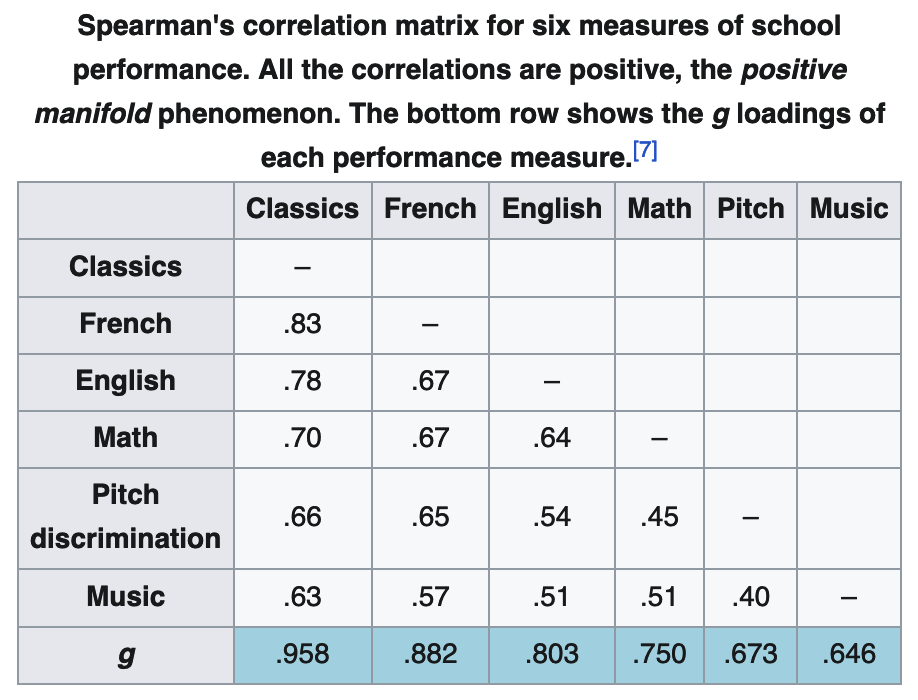 Spearman's correlation matrix for six measures of school
performance. All the correlations are positive, the positive
manifold phenomenon. The bottom row shows the g loadings of
each performance measure.[7]
Classics French English Math Pitch Music
Classics –
French .83 –
English .78 .67 –
Math .70 .67 .64 –
Pitch
discrimination .66 .65 .54 .45 –
Music .63 .57 .51 .51 .40 –
g .958 .882 .803 .750 .673 .646